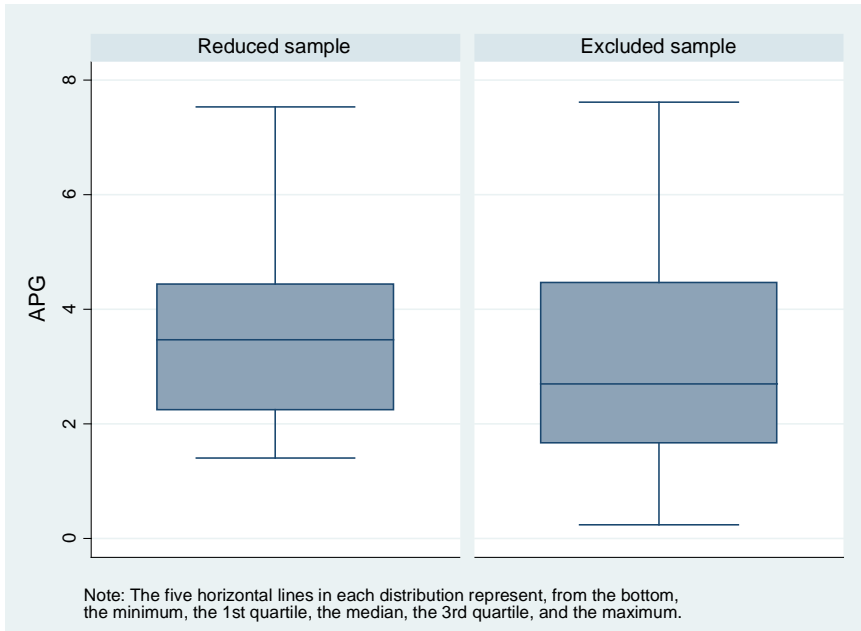 Reduced sample
Excluded sample
8
6
4
2
0
APG
Note: The five horizontal lines in each distribution represent, from the bottom,
the minimum, the 1st quartile, the median, the 3rd quartile, and the maximum.